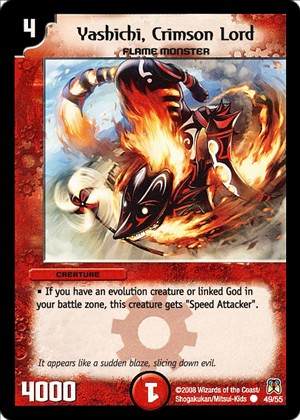 4
Yashichi, Crimson Lord
FLAME MONSTER
CREATURE
▪ If you have an evolution creature or linked God in
your battle zone, this creature gets "Speed Attacker".
It appears like a sudden blaze, slicing down evil.
4000
1
©2008 Wizards of the Coast/
Shogakukan/Mitsui-Kids ● 49/55